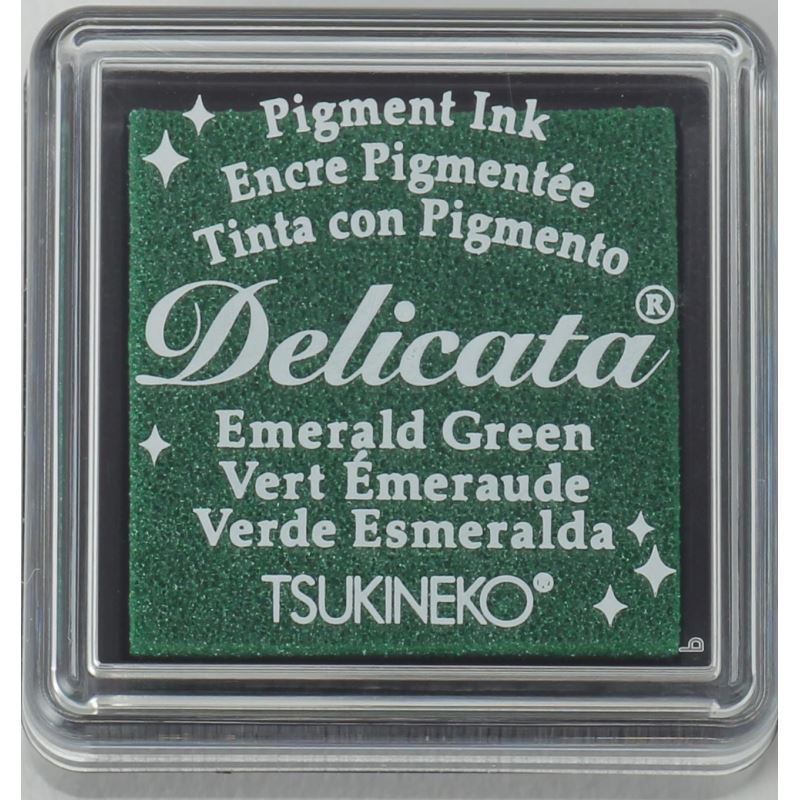 Pigment Ink
Encre Pigmentée
Tinta con Pigmento
Delicata®
Emerald Green
Vert Émeraude
Verde Esmeralda
TSUKINEKO®